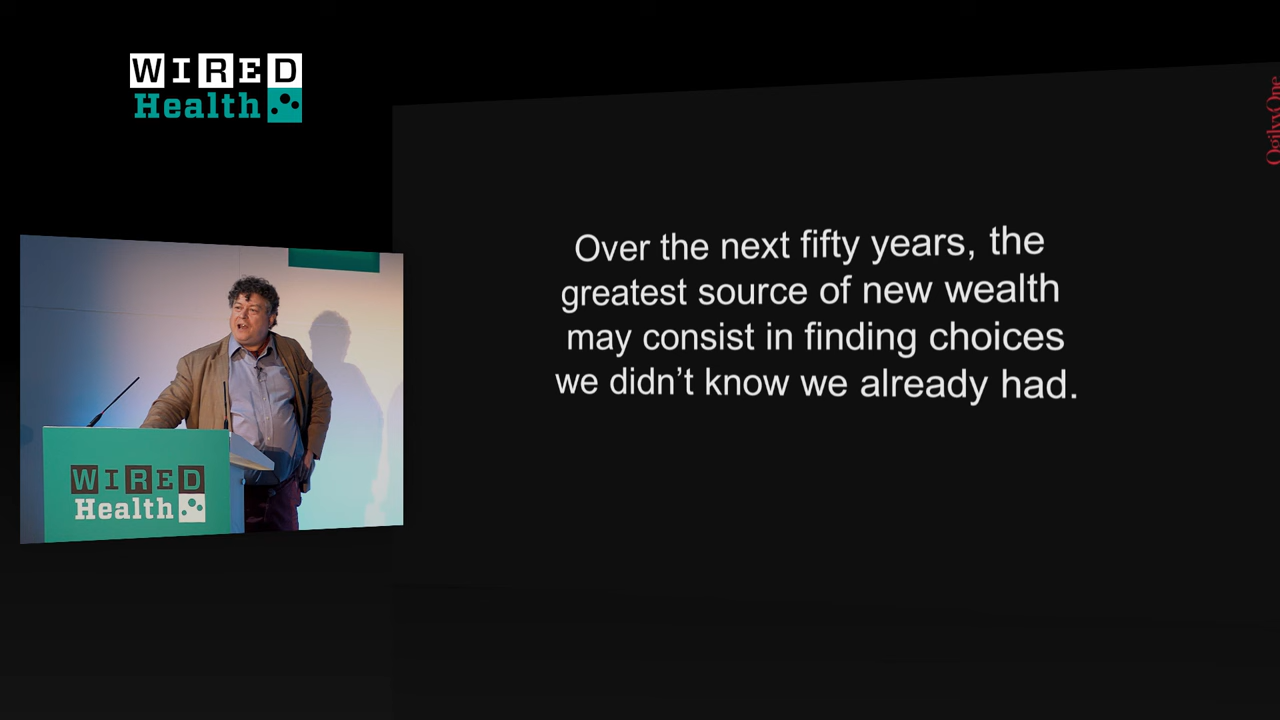 WIRED
Health
OgilvyOne
Over the next fifty years, the
greatest source of new wealth
may consist in finding choices
we didn't know we already had.
WIRED
Health